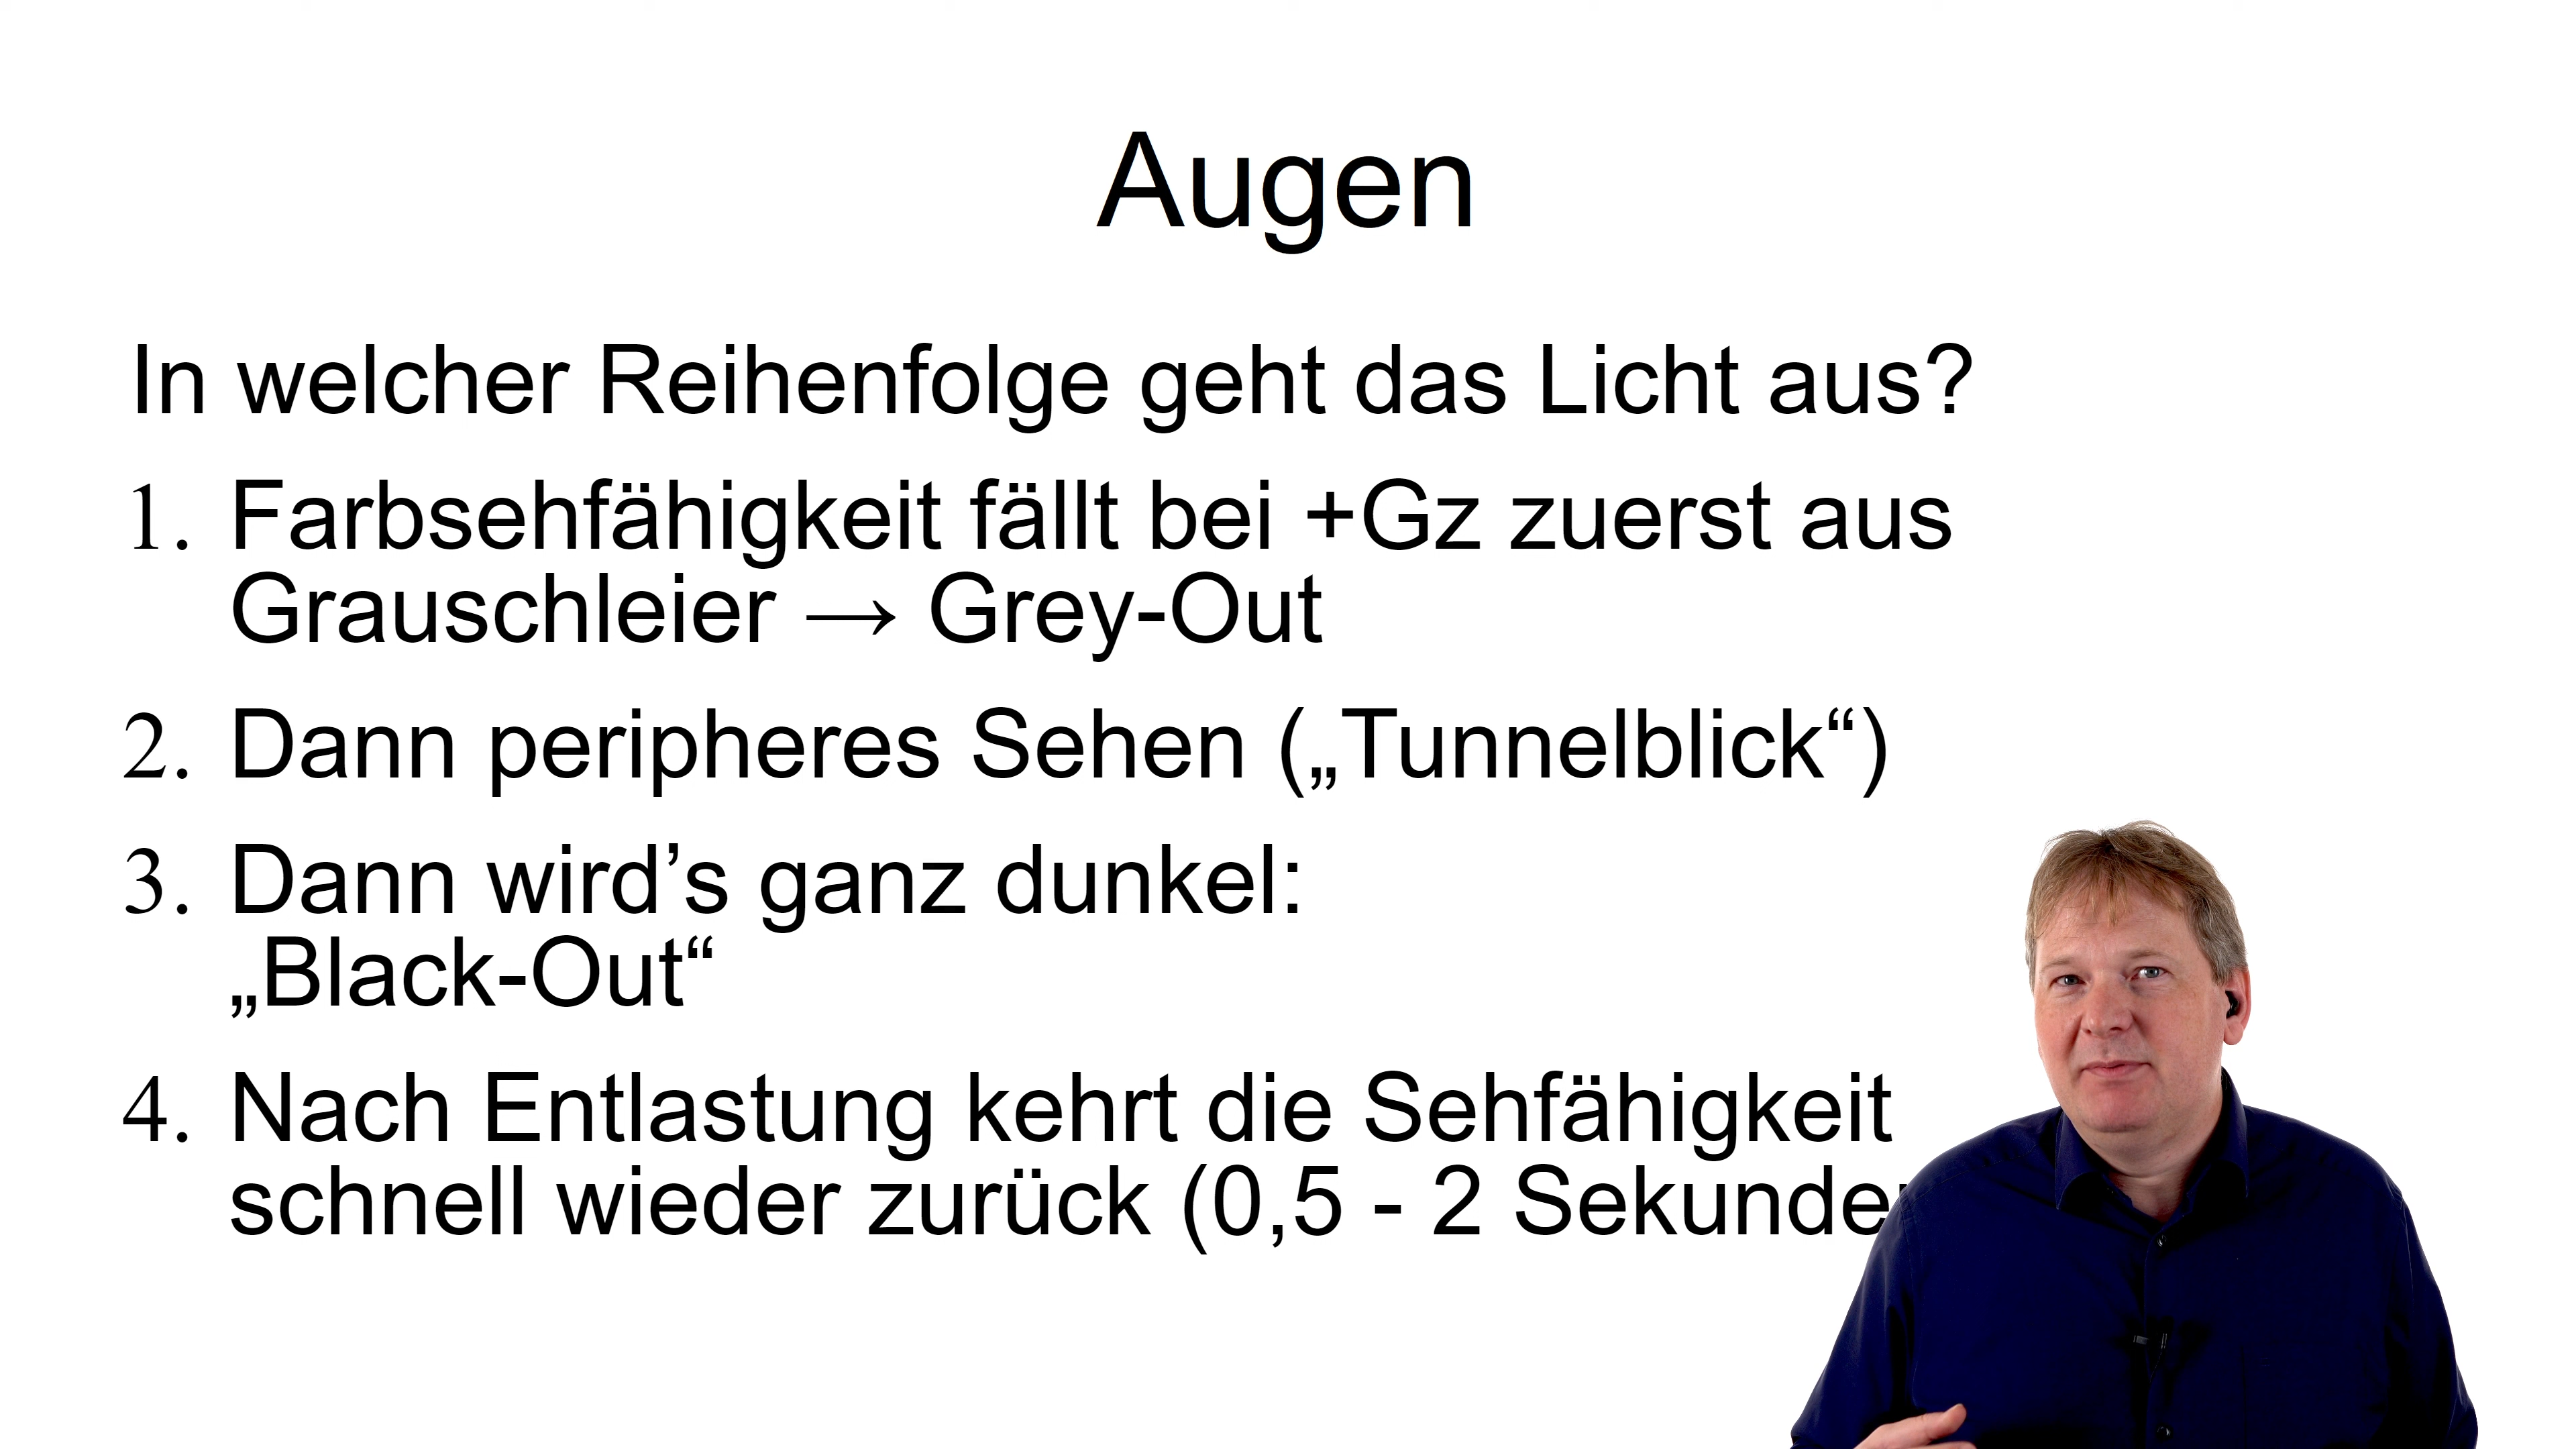 Augen
In welcher Reihenfolge geht das Licht aus?
1. Farbsehfähigkeit fällt bei +Gz zuerst aus
Grauschleier → Grey-Out
2. Dann peripheres Sehen („Tunnelblick“)
3. Dann wird’s ganz dunkel:
„Black-Out“
4. Nach Entlastung kehrt die Sehfähigkeit
schnell wieder zurück (0,5 - 2